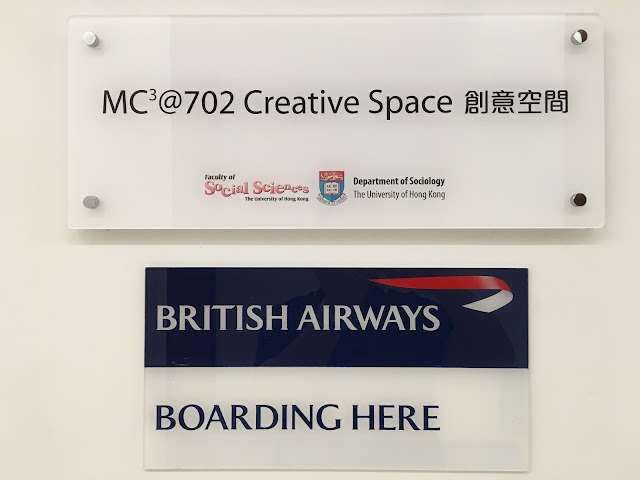 MC³@702 Creative Space 創意空間
Faculty of
Social Sciences
The University of Hong Kong
Department of Sociology
The University of Hong Kong
BRITISH AIRWAYS
BOARDING HERE